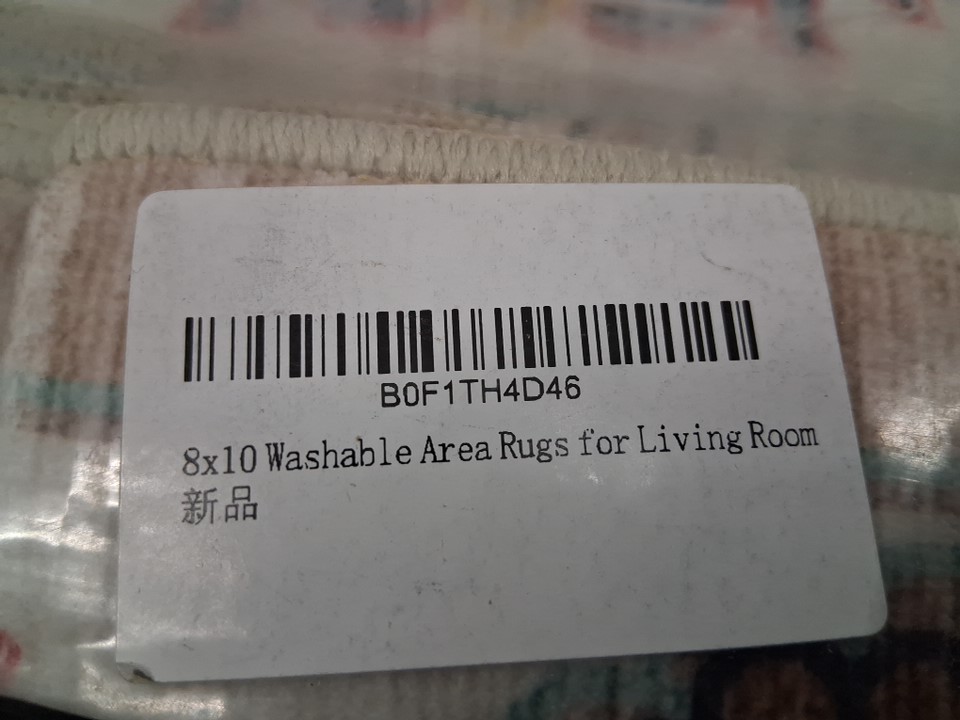 B0F1TH4D46
8x10 Washable Area Rugs for Living Room
新品